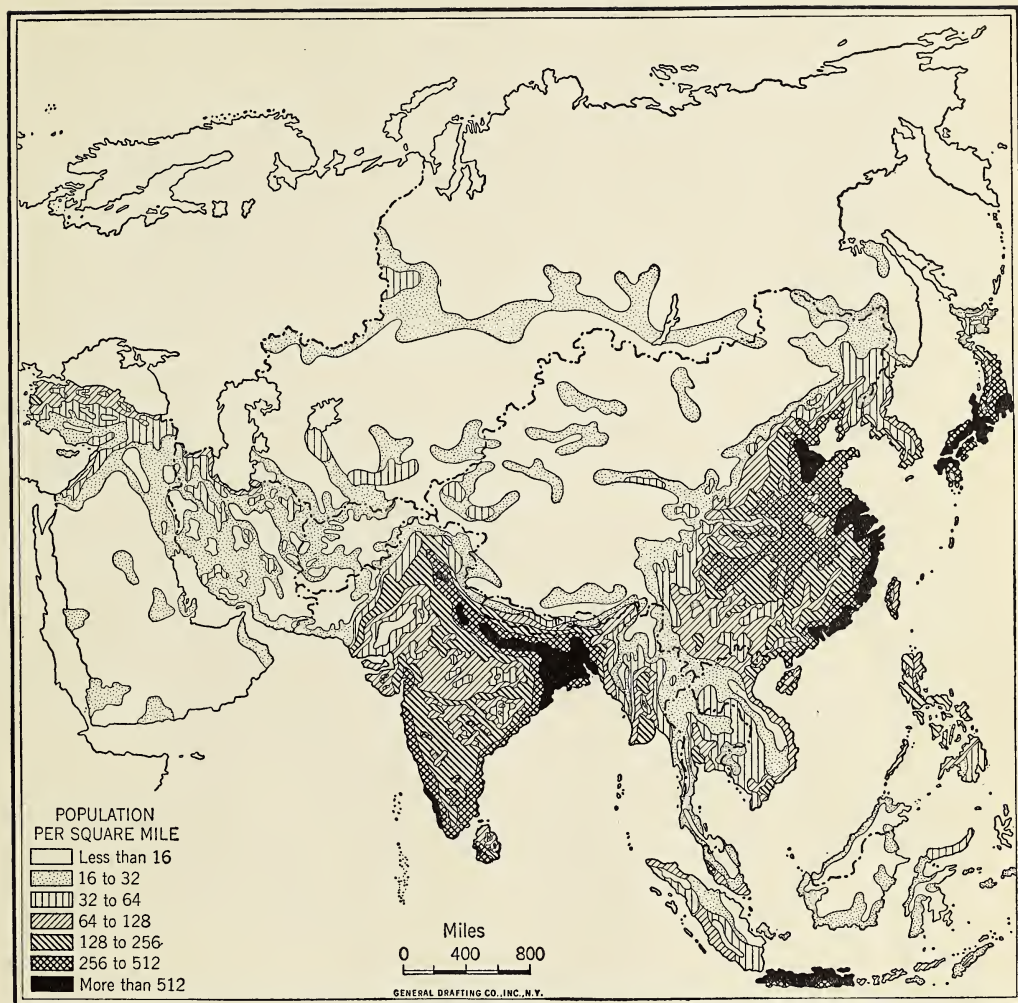 POPULATION
PER SQUARE MILE
Less than 16
16 to 32
32 to 64
64 to 128
128 to 256
256 to 512
More than 512
Miles
0 400 800
GENERAL DRAFTING CO., INC., N.Y.